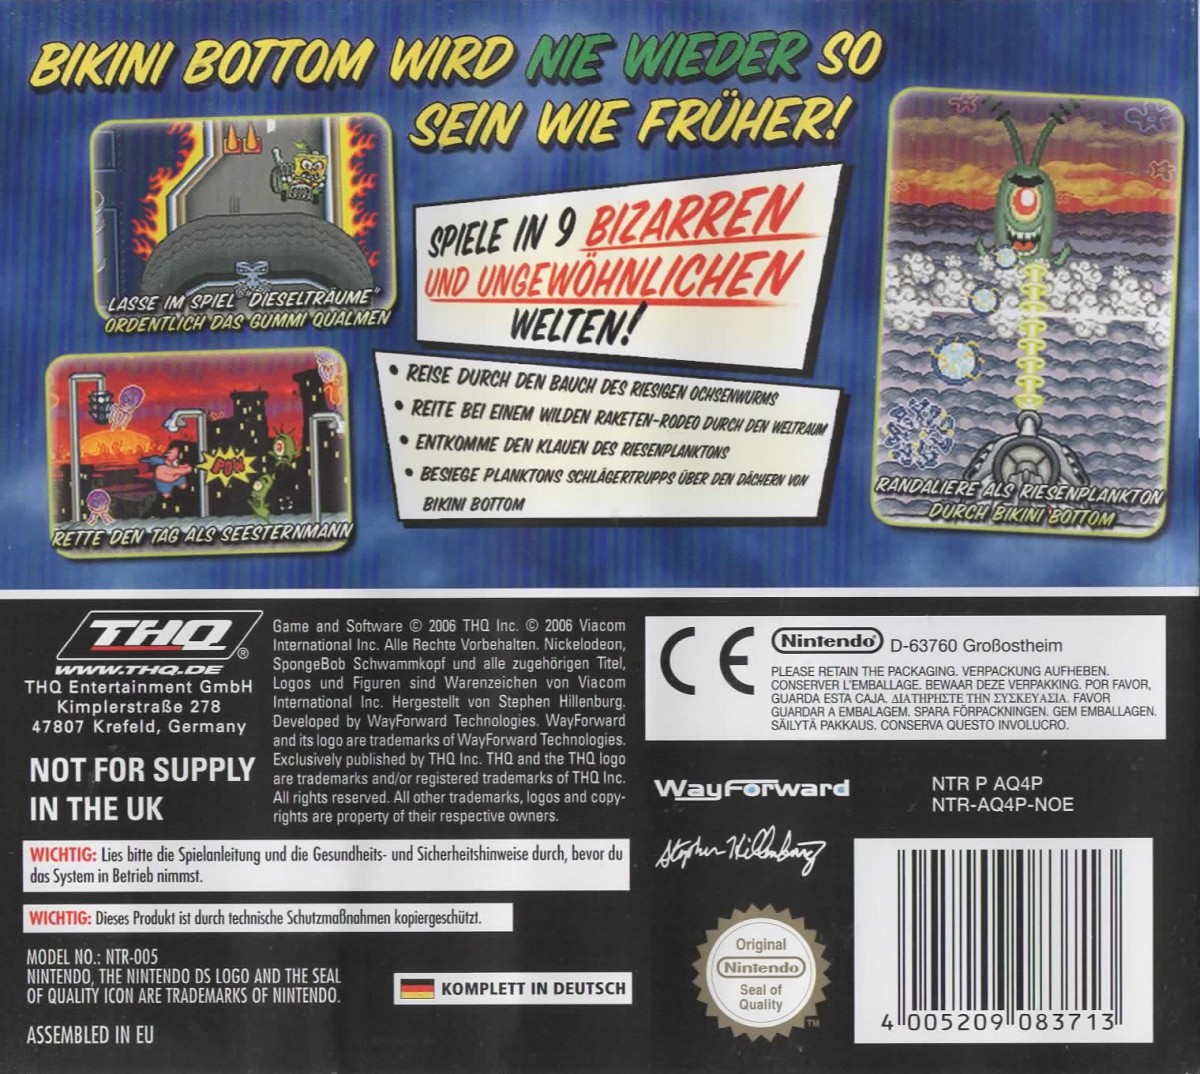 BIKINI BOTTOM WIRD NIE WIEDER SO
SEIN WIE FRÜHER!
LASSE IM SPIEL "DIESELTRÄUME"
ORDENTLICH DAS GUMMI QUALMEN
SPIELE IN 9 BIZARREN
UND UNGEWÖHNLICHEN
WELTEN!
POW
RETTE DEN TAG ALS SEESTERNMANN
• REISE DURCH DEN BAUCH DES RIESIGEN OCHSENWURMS
• REITE BEI EINEM WILDEN RAKETEN-RODEO DURCH DEN WELTRAUM
• ENTKOMME DEN KLAUEN DES RIESENPLANKTONS
• BESIEGE PLANKTONS SCHLÄGERTRUPPS ÜBER DEN DÄCHERN VON
BIKINI BOTTOM
RANDALIERE ALS RIESENPLANKTON
DURCH BIKINI BOTTOM
THQ®
WWW.THQ.DE
THQ Entertainment GmbH
Kimplerstraße 278
47807 Krefeld, Germany
NOT FOR SUPPLY
IN THE UK
Game and Software © 2006 THQ Inc. © 2006 Viacom
International Inc. Alle Rechte Vorbehalten. Nickelodeon,
SpongeBob Schwammkopf und alle zugehörigen Titel,
Logos und Figuren sind Warenzeichen von Viacom
International Inc. Hergestellt von Stephen Hillenburg.
Developed by WayForward Technologies. WayForward
and its logo are trademarks of WayForward Technologies.
Exclusively published by THQ Inc. THQ and the THQ logo
are trademarks and/or registered trademarks of THQ Inc.
All rights reserved. All other trademarks, logos and copy-
rights are property of their respective owners.
WICHTIG: Lies bitte die Spielanleitung und die Gesundheits- und Sicherheitshinweise durch, bevor du
das System in Betrieb nimmst.
WICHTIG: Dieses Produkt ist durch technische Schutzmaßnahmen kopiergeschützt.
MODEL NO.: NTR-005
NINTENDO, THE NINTENDO DS LOGO AND THE SEAL
OF QUALITY ICON ARE TRADEMARKS OF NINTENDO.
ASSEMBLED IN EU
KOMPLETT IN DEUTSCH
CE
Nintendo® D-63760 Großostheim
PLEASE RETAIN THE PACKAGING. VERPACKUNG AUFHEBEN.
CONSERVER L'EMBALLAGE. BEWAAR DEZE VERPAKKING. POR FAVOR,
GUARDA ESTA CAJA. ΔΙΑΤΗΡΗΣΤΕ ΤΗΝ ΣΥΣΚΕΥΑΣΙΑ. FAVOR
GUARDAR A EMBALAGEM. SPARA FÖRPACKNINGEN. GEM EMBALLAGEN.
SÄILYTÄ PAKKAUS. CONSERVA QUESTO INVOLUCRO.
WayForward
NTR P AQ4P
NTR-AQ4P-NOE
Stephen Hillenburg
Original
Nintendo®
Seal of
Quality
TM
4 005209 083713